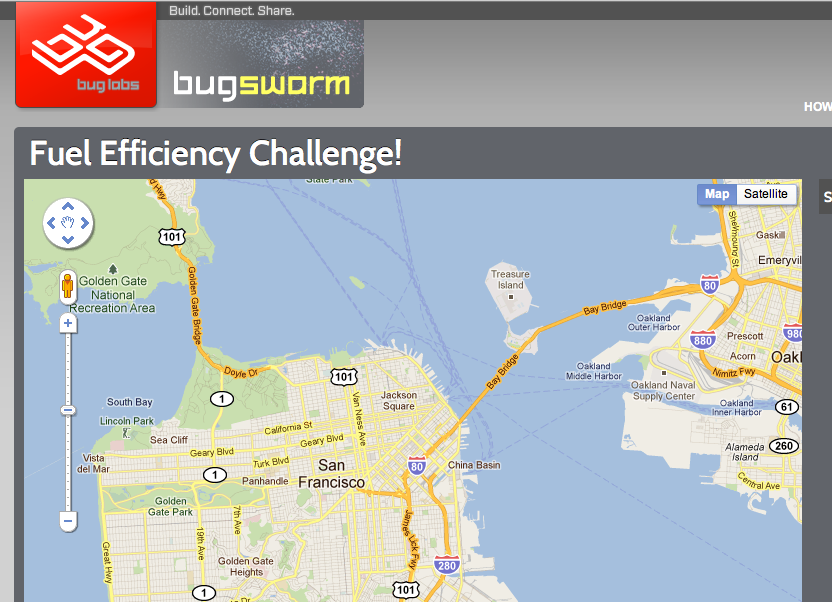 Build. Connect. Share.
bug labs
bugswarm
HOW
Fuel Efficiency Challenge!
State Park
Map
Satellite
S
101
Golden Gate
National
Recreation Area
Golden Gate Bridge
Treasure
Island
Shellmound St
Gaskill
Emeryvil
80
Bay Bridge
Oakland
Outer Harbor
880
Prescott
980
Acorn
Oakl
Doyle Dr
101
Bay Bridge
Oakland
Middle Harbor
Nimitz Fwy
Oakland Naval
Supply Center
1
Jackson
Square
Van Ness Ave
South Bay
Oakland
Inner Harbor
61
Lincoln Park
California St
Sea Cliff
Geary Blvd
Geary Blvd
Alameda
Island
260
Vista
del Mar
Turk Blvd
San
Francisco
80
China Basin
1
Panhandle
Central Ave
Golden
Gate Park
7th Ave
19th Ave
James Lick Fwy
Great Hwy
Golden Gate
Heights
280
1
101